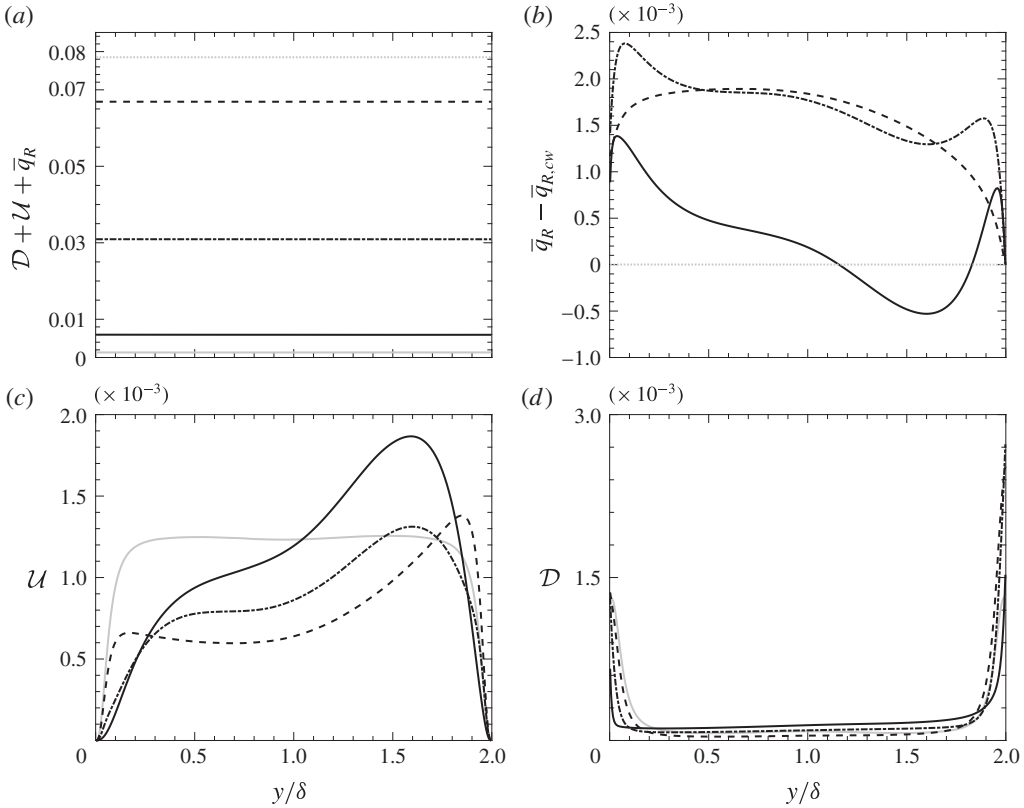 (a)
0.08
0.07
0.05
0.03
0.01
0
𝒟 + 𝒰 + q̄_R
(b)
(× 10⁻³)
2.5
2.0
1.5
1.0
0.5
0
−0.5
−1.0
q̄_R − q̄_{R,cw}
(c)
(× 10⁻³)
2.0
1.5
1.0
0.5
𝒰
0 0.5 1.0 1.5 2.0
y/δ
(d)
(× 10⁻³)
3.0
1.5
𝒟
0 0.5 1.0 1.5 2.0
y/δ